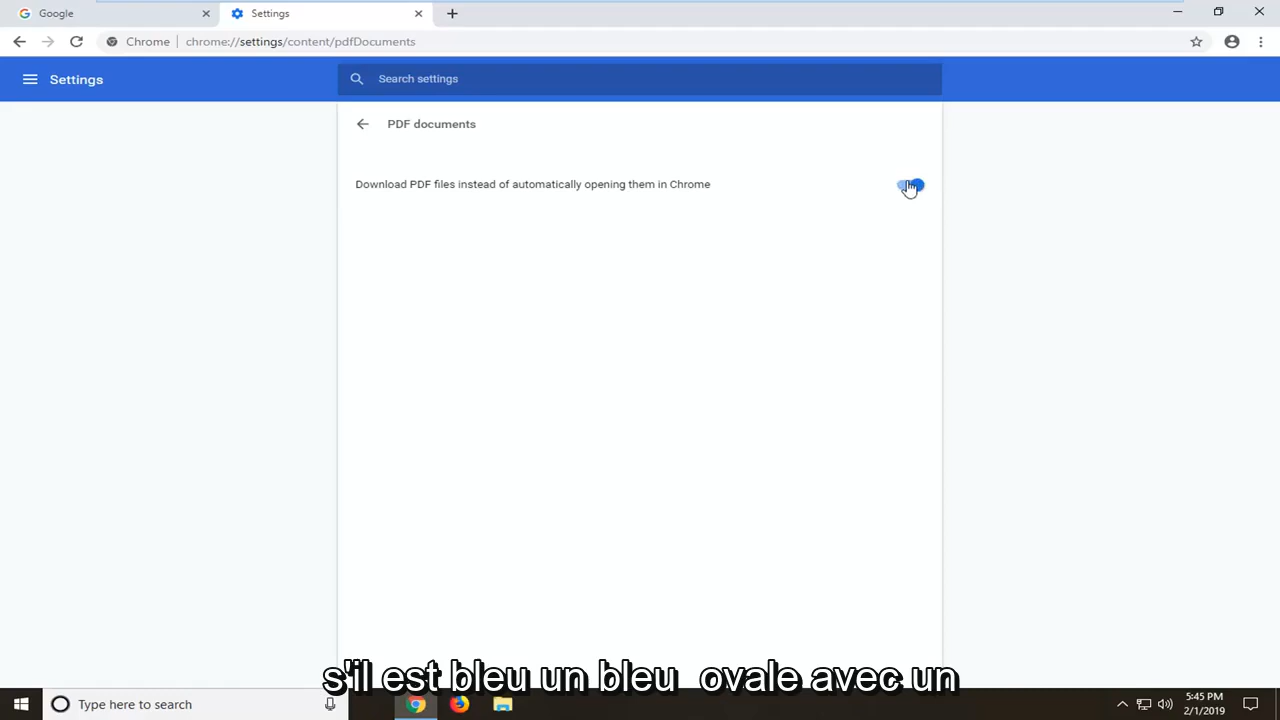 Google
Settings
Chrome
chrome://settings/content/pdfDocuments
Settings
Search settings
PDF documents
Download PDF files instead of automatically opening them in Chrome
s'il est bleu un bleu ovale avec un
Type here to search
5:45 PM
2/1/2019